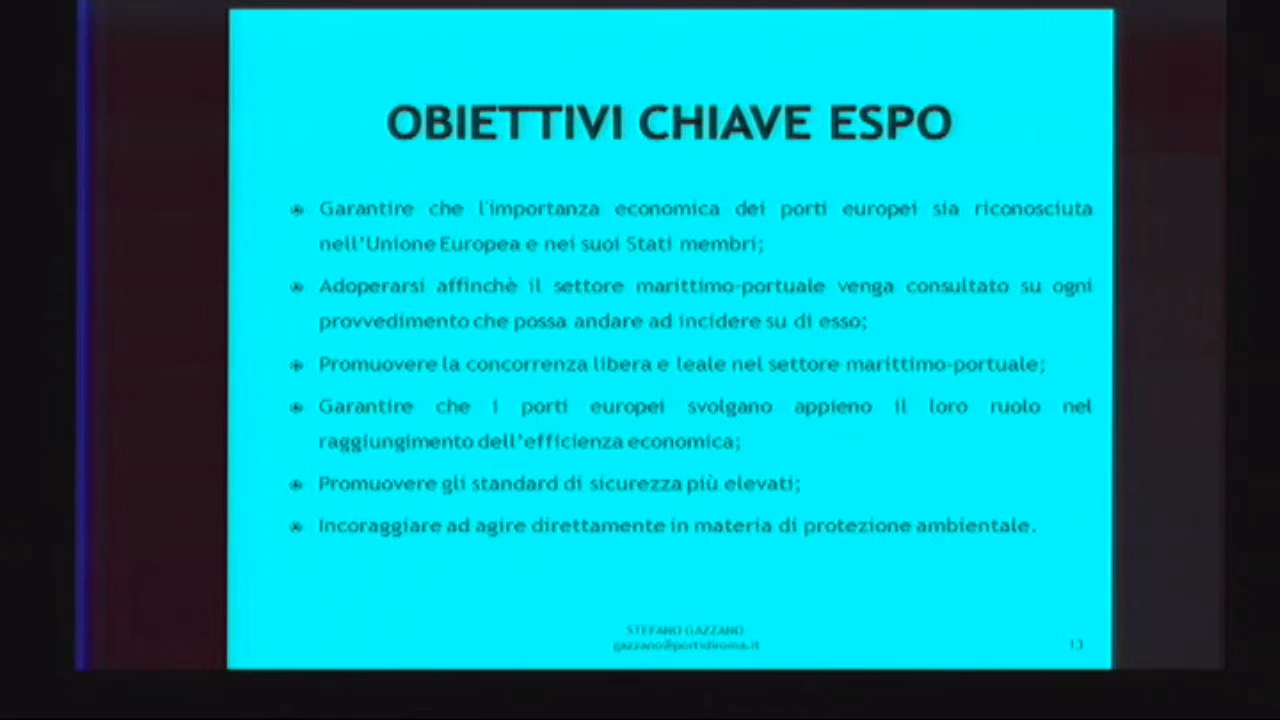 OBIETTIVI CHIAVE ESPO
Garantire che l'importanza economica dei porti europei sia riconosciuta
nell'Unione Europea e nei suoi Stati membri;
Adoperarsi affinchè il settore marittimo-portuale venga consultato su ogni
provvedimento che possa andare ad incidere su di esso;
Promuovere la concorrenza libera e leale nel settore marittimo-portuale;
Garantire che i porti europei svolgano appieno il loro ruolo nel
raggiungimento dell'efficienza economica;
Promuovere gli standard di sicurezza più elevati;
Incoraggiare ad agire direttamente in materia di protezione ambientale.
STEFANO GAZZANO
gazzano@portidiroma.it
13